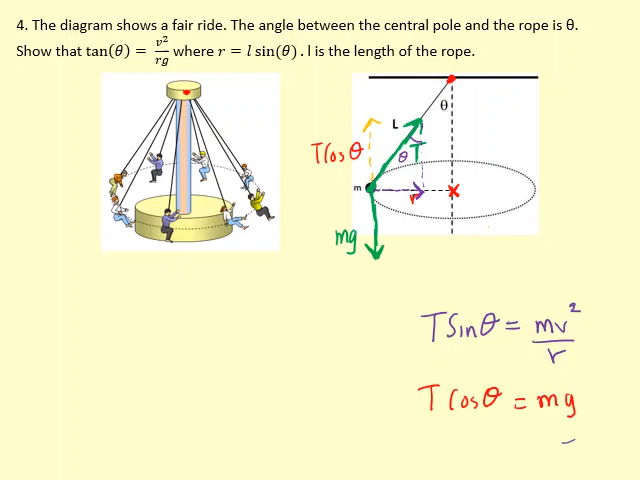 4. The diagram shows a fair ride. The angle between the central pole and the rope is θ.
Show that tan(θ) = v²/rg where r = l sin(θ). l is the length of the rope.
θ
L
T cos θ
θ T
m
r
mg
T sin θ = mv²/r
T cos θ = mg